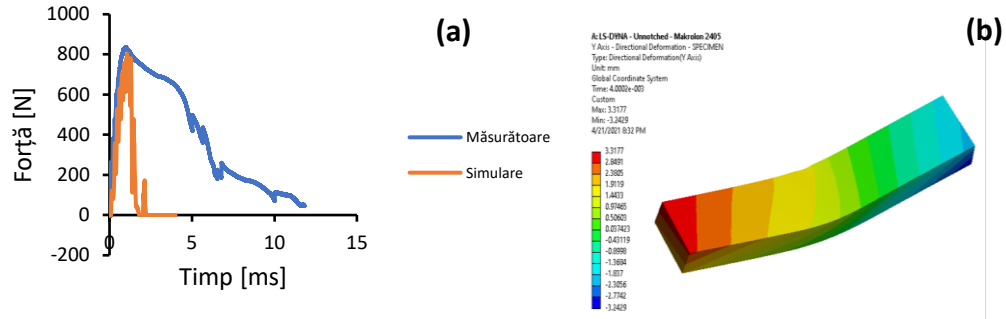 (a)
1000
800
600
400
200
0
-200
0
5
10
15
Forță [N]
Timp [ms]
Măsurătoare
Simulare
(b)
A: LS-DYNA - Unnotched - Makrolon 2405
Y Axis - Directional Deformation - SPECIMEN
Type: Directional Deformation(Y Axis)
Unit: mm
Global Coordinate System
Time: 4.0002e-003
Custom
Max: 3.3177
Min: -3.2429
4/21/2021 8:32 PM
3.3177
2.8491
2.3805
1.9119
1.4433
0.97465
0.50603
0.037423
-0.43119
-0.8998
-1.3684
-1.837
-2.3056
-2.7742
-3.2429